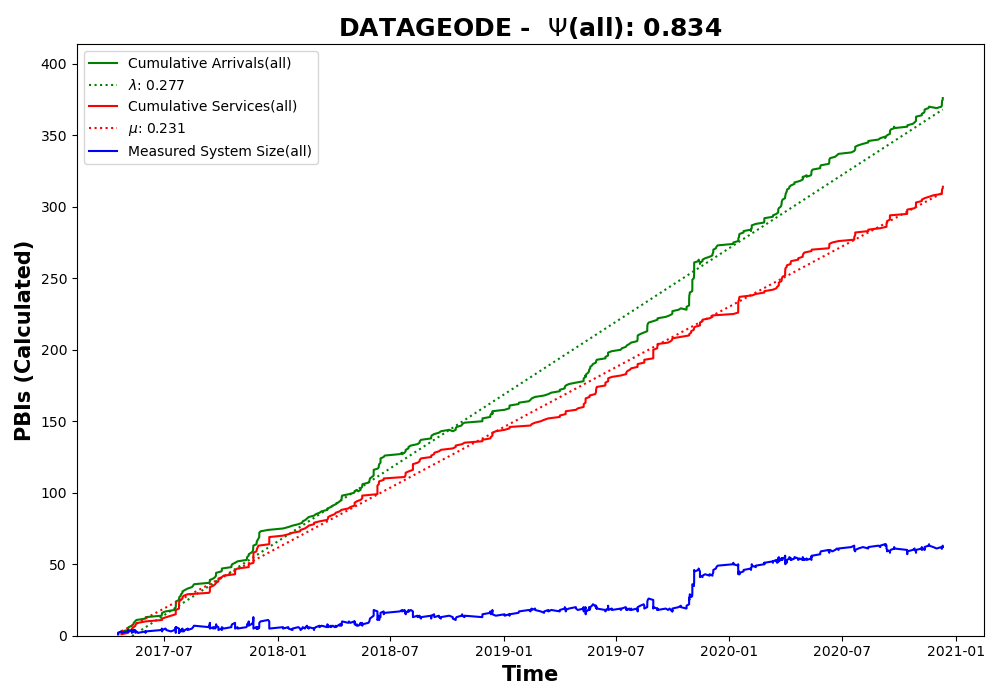 DATAGEODE - Ψ(all): 0.834
Cumulative Arrivals(all)
λ: 0.277
Cumulative Services(all)
μ: 0.231
Measured System Size(all)
PBIs (Calculated)
400
350
300
250
200
150
100
50
0
2017-07 2018-01 2018-07 2019-01 2019-07 2020-01 2020-07 2021-01
Time